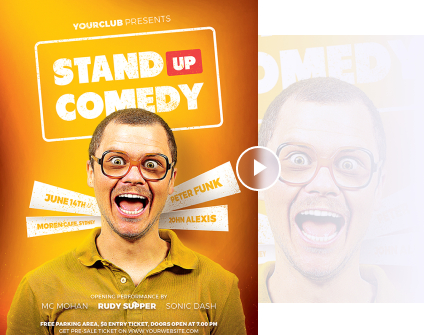 YOURCLUB PRESENTS
STAND UP
COMEDY
JUNE 14TH
PETER FUNK
MOREN CAFE, SYDNEY
JOHN ALEXIS
OPENING PERFORMANCE BY
MC MOHAN RUDY SUPPER SONIC DASH
FREE PARKING AREA, $8 ENTRY TICKET, DOORS OPEN AT 7.00 PM
GET PRE-SALE TICKET ON WWW.YOURWEBSITE.COM
OMEDY